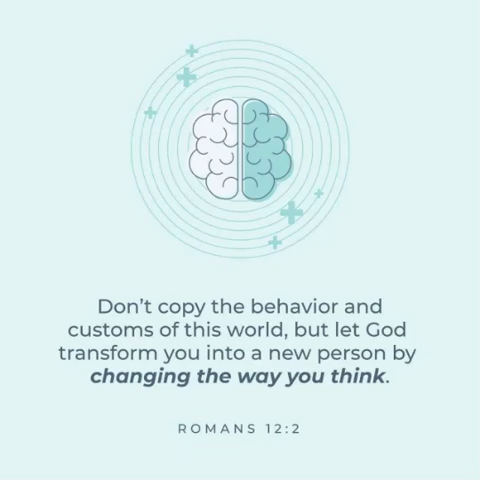 Don’t copy the behavior and
customs of this world, but let God
transform you into a new person by
changing the way you think.
ROMANS 12:2